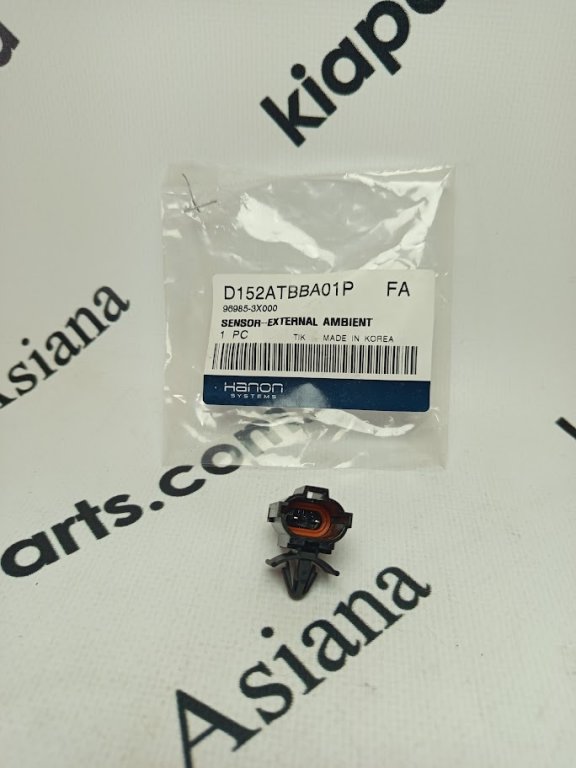 kiapa
D152ATBBA01P FA
96985-3X000
SENSOR-EXTERNAL AMBIENT
1 PC TIK MADE IN KOREA
Hanon
SYSTEMS
Asiana
arts.com.
Asiana